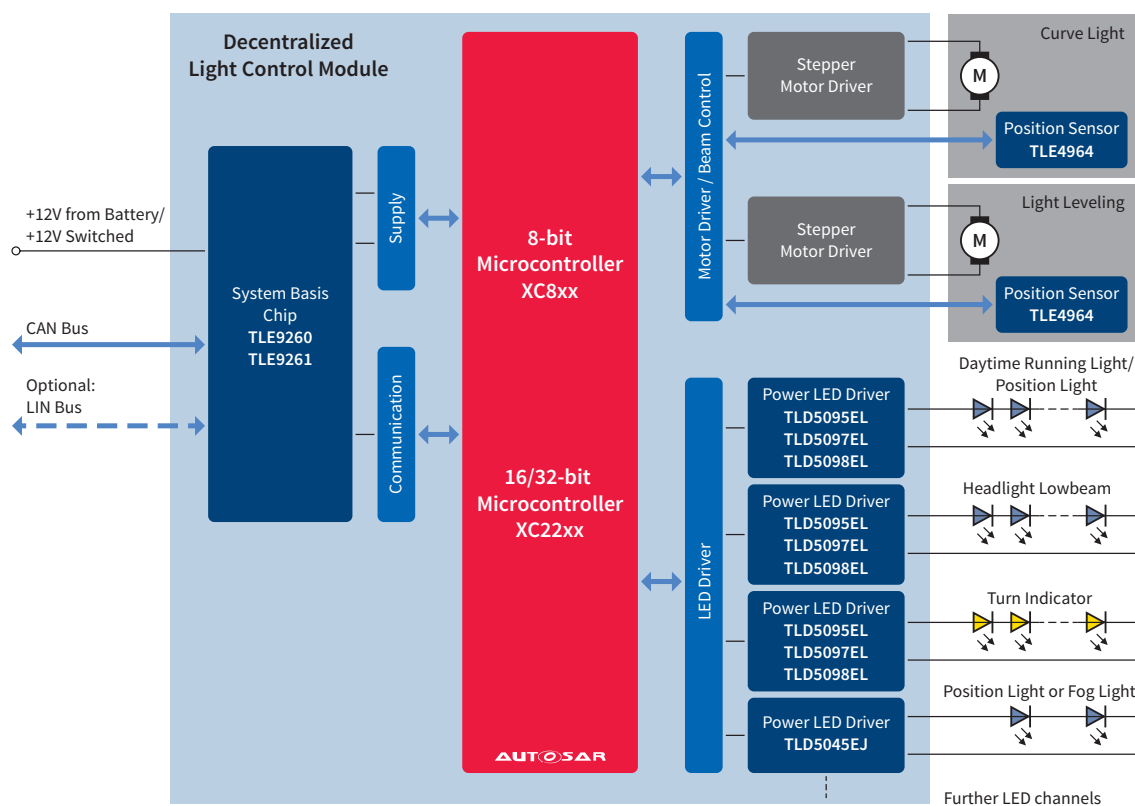 Decentralized
Light Control Module
+12V from Battery/
+12V Switched
CAN Bus
Optional:
LIN Bus
System Basis
Chip
TLE9260
TLE9261
Supply
Communication
8-bit
Microcontroller
XC8xx
16/32-bit
Microcontroller
XC22xx
AUTOSAR
Motor Driver / Beam Control
LED Driver
Stepper
Motor Driver
Curve Light
M
Position Sensor
TLE4964
Stepper
Motor Driver
Light Leveling
M
Position Sensor
TLE4964
Power LED Driver
TLD5095EL
TLD5097EL
TLD5098EL
Daytime Running Light/
Position Light
Power LED Driver
TLD5095EL
TLD5097EL
TLD5098EL
Headlight Lowbeam
Power LED Driver
TLD5095EL
TLD5097EL
TLD5098EL
Turn Indicator
Power LED Driver
TLD5045EJ
Position Light or Fog Light
Further LED channels